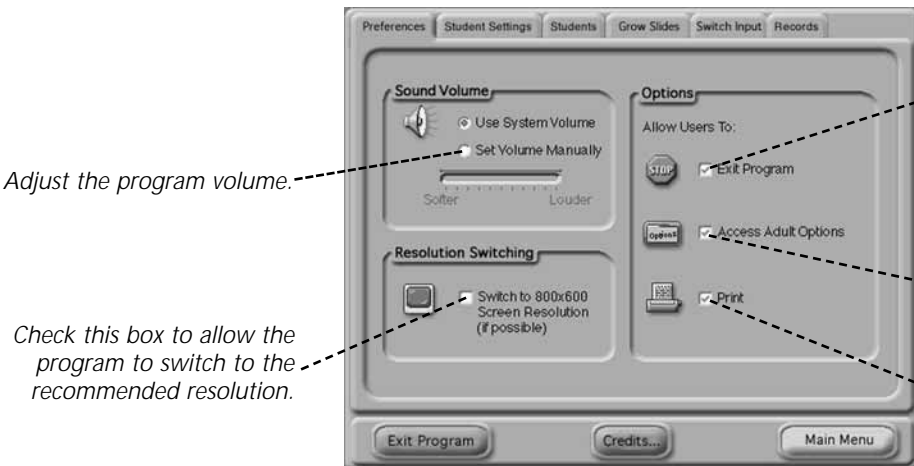 Preferences Student Settings Students Grow Slides Switch Input Records
Sound Volume
Use System Volume
Set Volume Manually
Softer Louder
Adjust the program volume.
Resolution Switching
Switch to 800x600
Screen Resolution
(if possible)
Check this box to allow the
program to switch to the
recommended resolution.
Options
Allow Users To:
STOP
Exit Program
Options
Access Adult Options
Print
Exit Program Credits... Main Menu